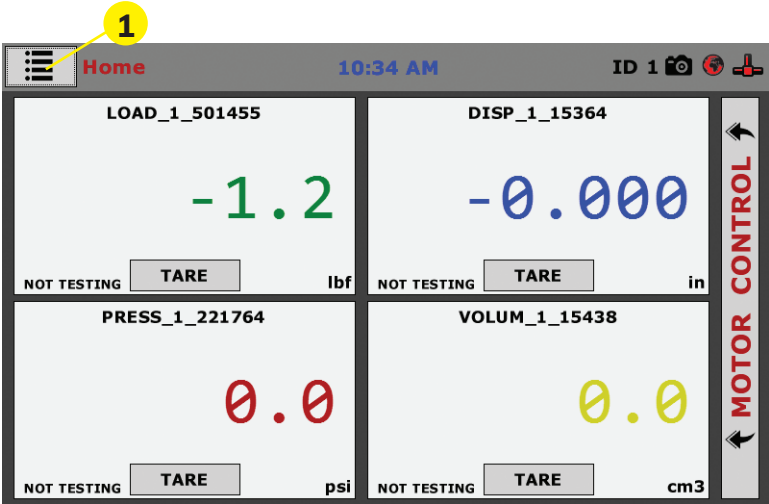 1
Home 10:34 AM ID 1
LOAD_1_501455
-1.2
NOT TESTING TARE lbf
DISP_1_15364
-0.000
NOT TESTING TARE in
PRESS_1_221764
0.0
NOT TESTING TARE psi
VOLUM_1_15438
0.0
NOT TESTING TARE cm3
MOTOR CONTROL